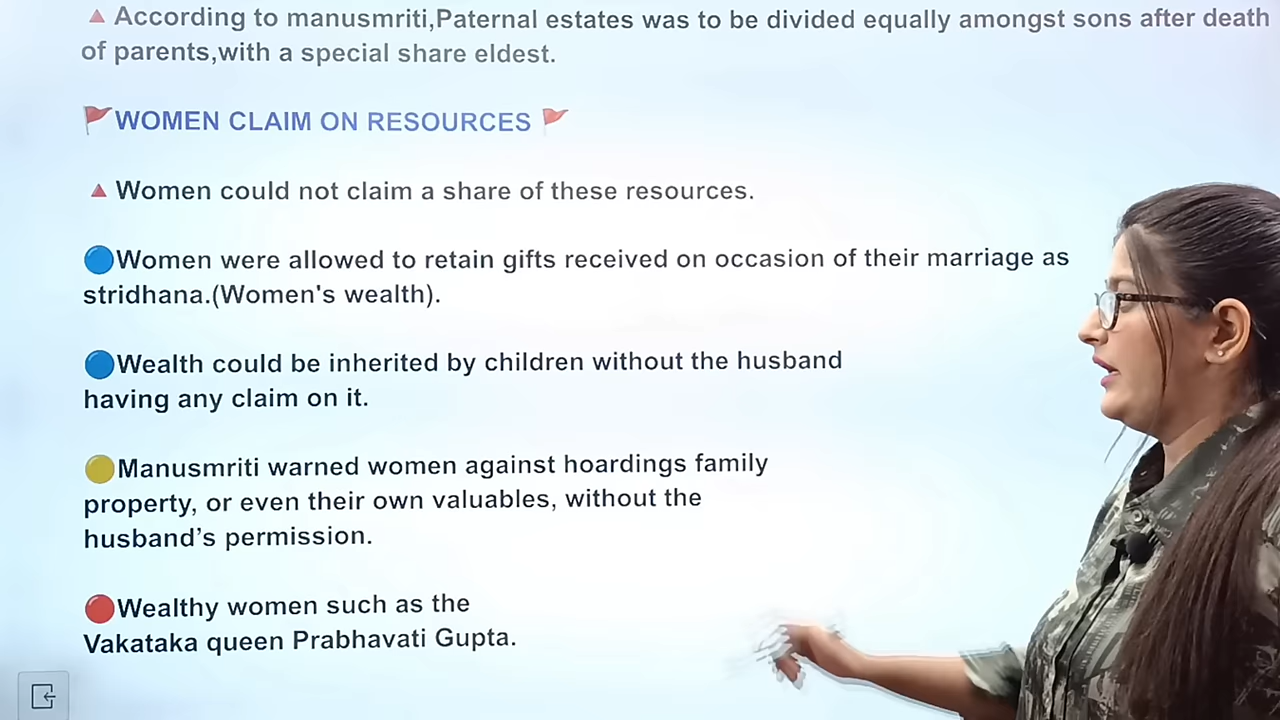 🔺According to manusmriti,Paternal estates was to be divided equally amongst sons after death
of parents,with a special share eldest.
🚩WOMEN CLAIM ON RESOURCES🚩
🔺Women could not claim a share of these resources.
🔵Women were allowed to retain gifts received on occasion of their marriage as
stridhana.(Women's wealth).
🔵Wealth could be inherited by children without the husband
having any claim on it.
🟡Manusmriti warned women against hoardings family
property, or even their own valuables, without the
husband’s permission.
🔴Wealthy women such as the
Vakataka queen Prabhavati Gupta.